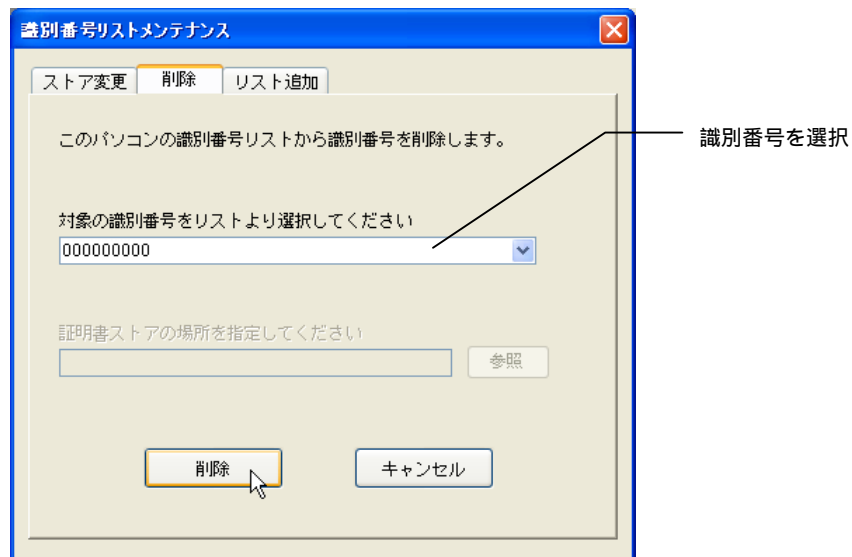 識別番号リストメンテナンス
ストア変更 削除 リスト追加
このパソコンの識別番号リストから識別番号を削除します。
識別番号を選択
対象の識別番号をリストより選択してください
000000000
証明書ストアの場所を指定してください
参照
削除 キャンセル